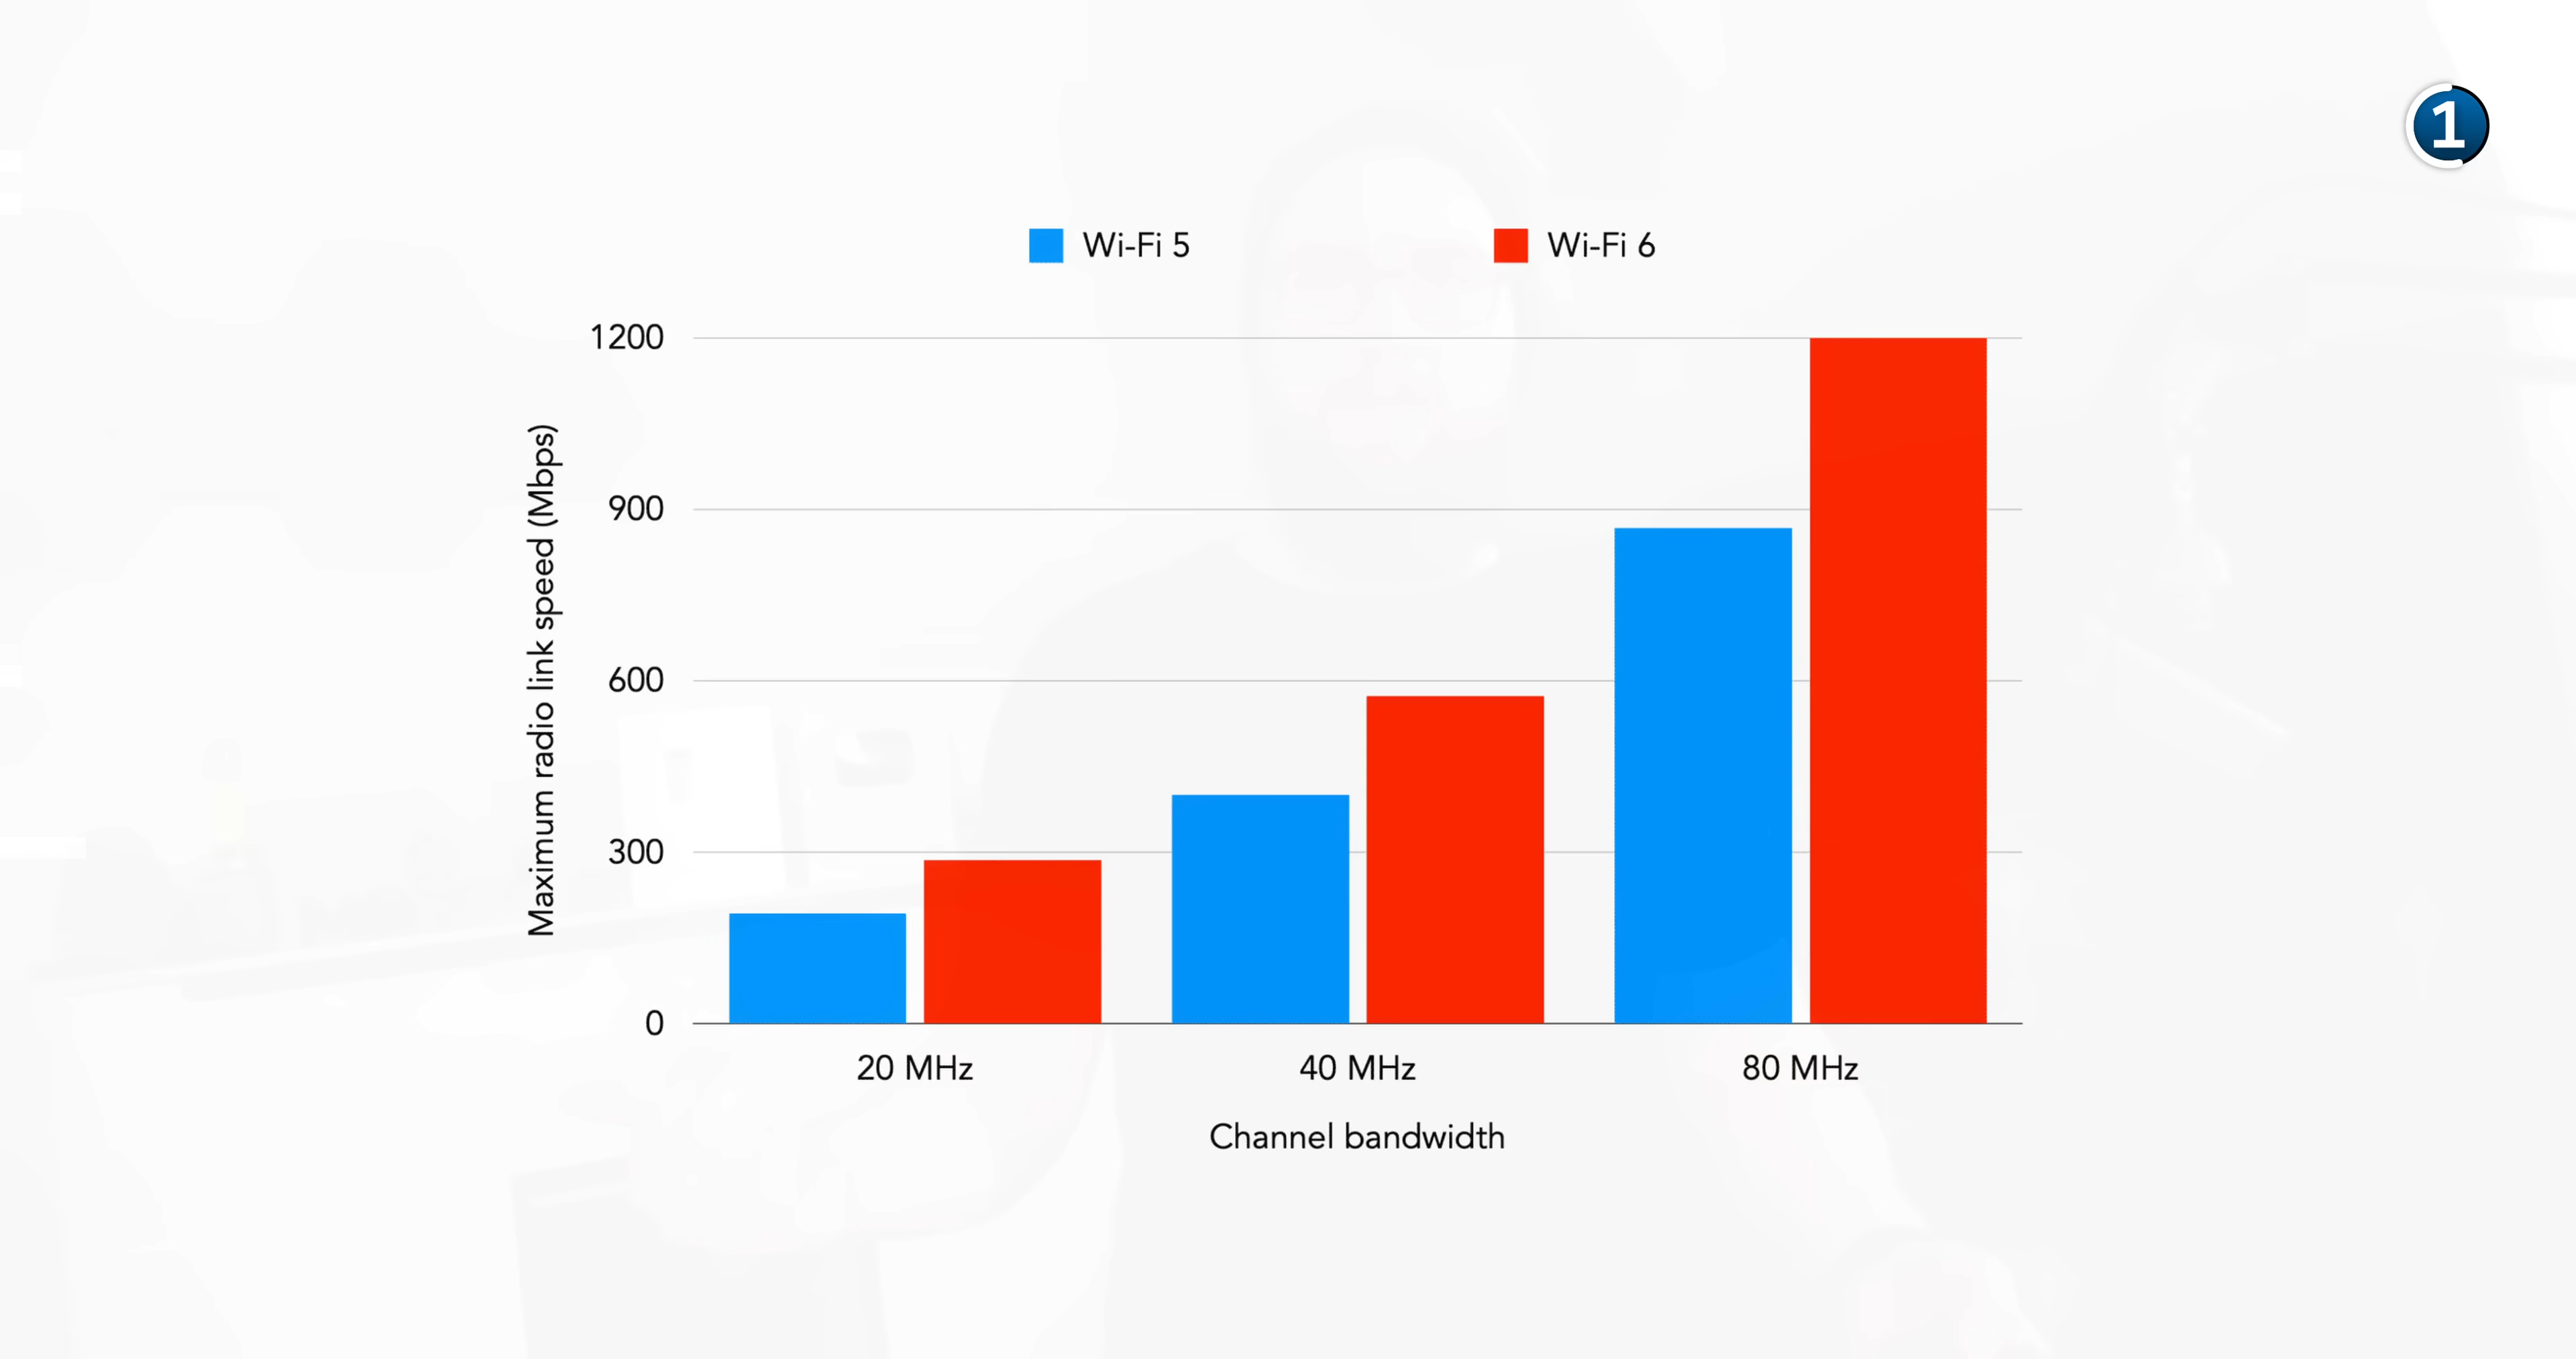 1
Wi-Fi 5
Wi-Fi 6
1200
900
600
300
0
Maximum radio link speed (Mbps)
20 MHz
40 MHz
80 MHz
Channel bandwidth